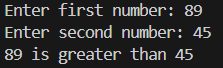 Enter first number: 89
Enter second number: 45
89 is greater than 45